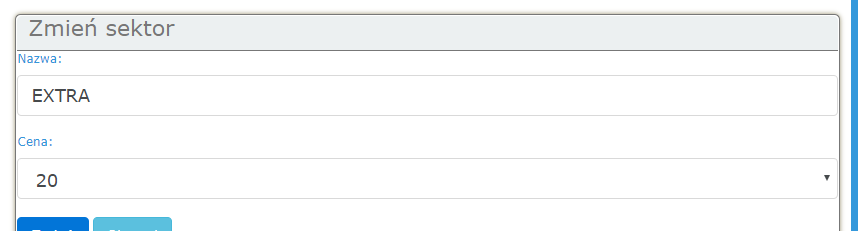 Zmień sektor
Nazwa:
EXTRA
Cena:
20